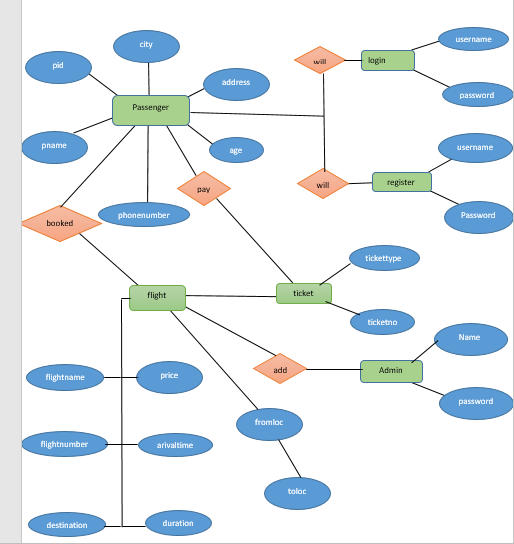 city
username
will
login
pid
address
password
Passenger
username
pname
age
will
register
pay
phonenumber
Password
booked
tickettype
flight
ticket
ticketno
Name
add
Admin
flightname
price
password
fromloc
flightnumber
arivaltime
toloc
destination
duration